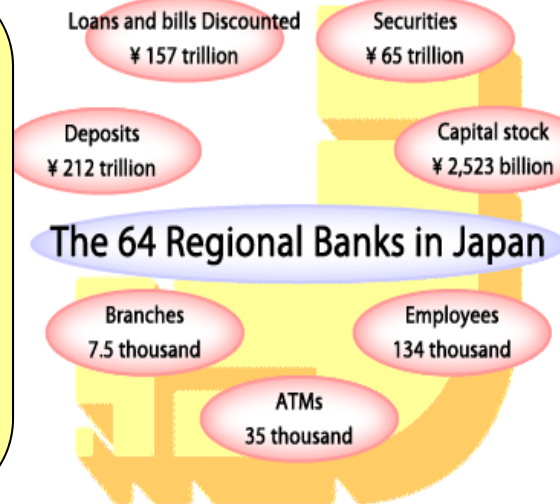 Loans and bills Discounted
¥ 157 trillion
Securities
¥ 65 trillion
Deposits
¥ 212 trillion
Capital stock
¥ 2,523 billion
The 64 Regional Banks in Japan
Branches
7.5 thousand
Employees
134 thousand
ATMs
35 thousand